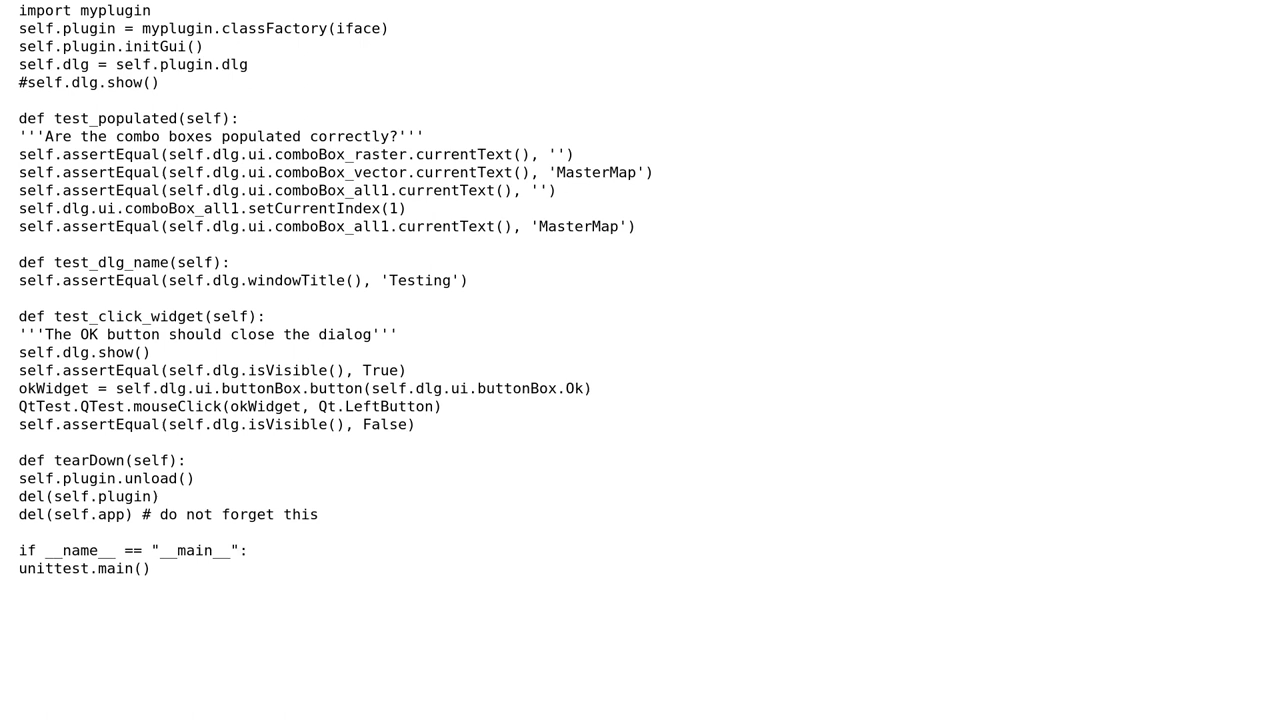 import myplugin
self.plugin = myplugin.classFactory(iface)
self.plugin.initGui()
self.dlg = self.plugin.dlg
#self.dlg.show()

def test_populated(self):
'''Are the combo boxes populated correctly?'''
self.assertEqual(self.dlg.ui.comboBox_raster.currentText(), '')
self.assertEqual(self.dlg.ui.comboBox_vector.currentText(), 'MasterMap')
self.assertEqual(self.dlg.ui.comboBox_all1.currentText(), '')
self.dlg.ui.comboBox_all1.setCurrentIndex(1)
self.assertEqual(self.dlg.ui.comboBox_all1.currentText(), 'MasterMap')

def test_dlg_name(self):
self.assertEqual(self.dlg.windowTitle(), 'Testing')

def test_click_widget(self):
'''The OK button should close the dialog'''
self.dlg.show()
self.assertEqual(self.dlg.isVisible(), True)
okWidget = self.dlg.ui.buttonBox.button(self.dlg.ui.buttonBox.Ok)
QtTest.QTest.mouseClick(okWidget, Qt.LeftButton)
self.assertEqual(self.dlg.isVisible(), False)

def tearDown(self):
self.plugin.unload()
del(self.plugin)
del(self.app) # do not forget this

if __name__ == "__main__":
unittest.main()